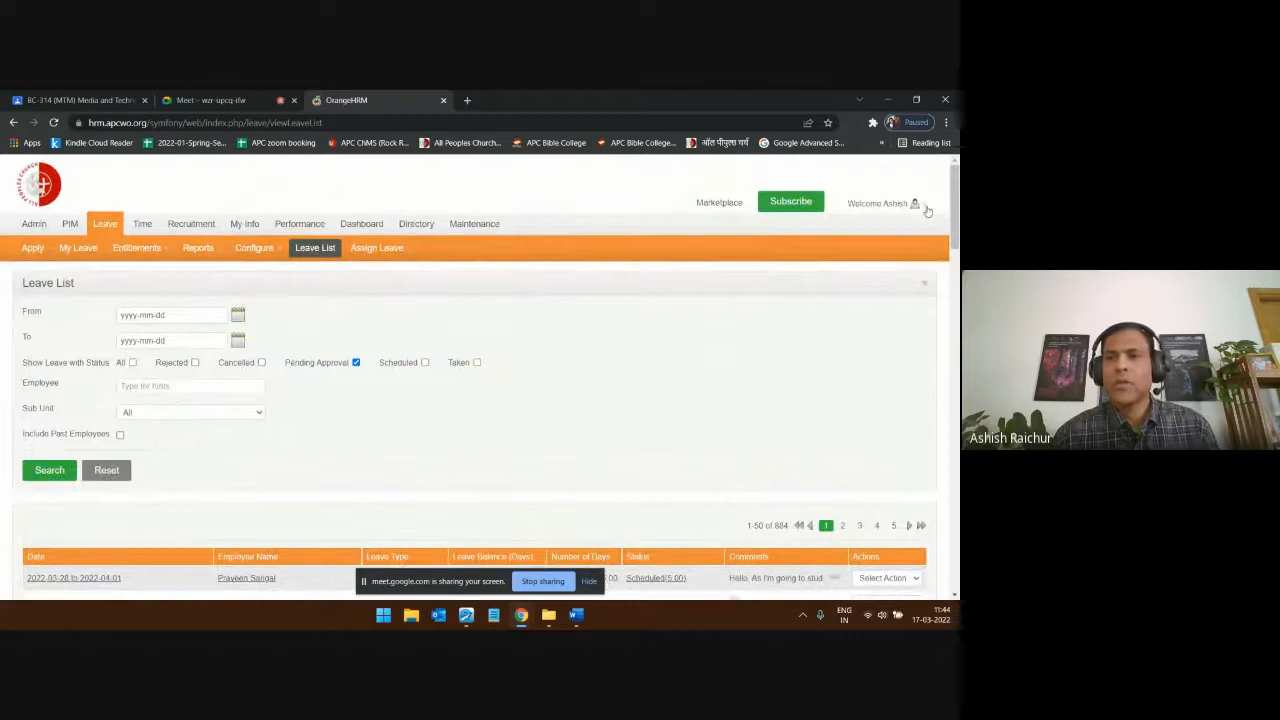 BC-314 (MTM) Media and Techn
Meet – wzr-upcq-ifw
OrangeHRM
hrm.apcwo.org/symfony/web/index.php/leave/viewLeaveList
Paused
Apps
Kindle Cloud Reader
2022-01-Spring-Se...
APC zoom booking
APC ChMS (Rock R...
All Peoples Church...
APC Bible College
APC Bible College...
ऑल पीपुल्स चर्च
Google Advanced S...
»
Reading list
Marketplace
Subscribe
Welcome Ashish
Admin
PIM
Leave
Time
Recruitment
My Info
Performance
Dashboard
Directory
Maintenance
Apply
My Leave
Entitlements
Reports
Configure
Leave List
Assign Leave
Leave List
From
yyyy-mm-dd
To
yyyy-mm-dd
Show Leave with Status
All
Rejected
Cancelled
Pending Approval
Scheduled
Taken
Employee
Type for hints
Sub Unit
All
Include Past Employees
Search
Reset
1-50 of 884
1
2
3
4
5
Date
Employee Name
Leave Type
Leave Balance (Days)
Number of Days
Status
Comments
Actions
2022-03-28 to 2022-04-01
Praveen Sangal
Scheduled(5.00)
Hello, As I'm going to stud
Select Action
meet.google.com is sharing your screen.
Stop sharing
Hide
ENG
IN
11:44
17-03-2022
Ashish Raichur